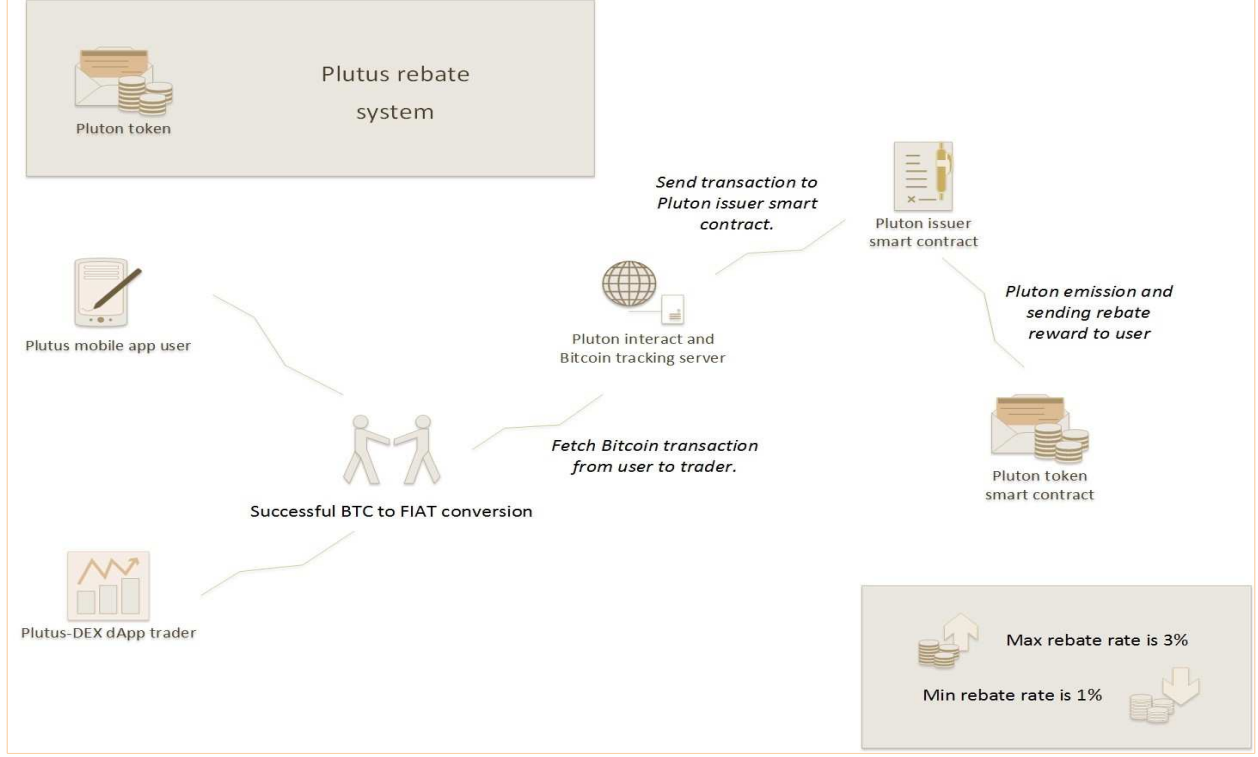 Plutus rebate
system
Pluton token
Send transaction to
Pluton issuer smart
contract.
Pluton issuer
smart contract
Plutus mobile app user
Pluton interact and
Bitcoin tracking server
Pluton emission and
sending rebate
reward to user
Fetch Bitcoin transaction
from user to trader.
Pluton token
smart contract
Successful BTC to FIAT conversion
Plutus-DEX dApp trader
Max rebate rate is 3%
Min rebate rate is 1%